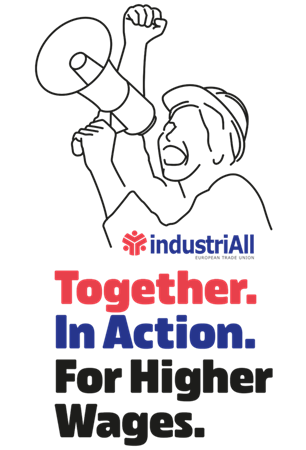 industriAll
EUROPEAN TRADE UNION
Together.
In Action.
For Higher
Wages.